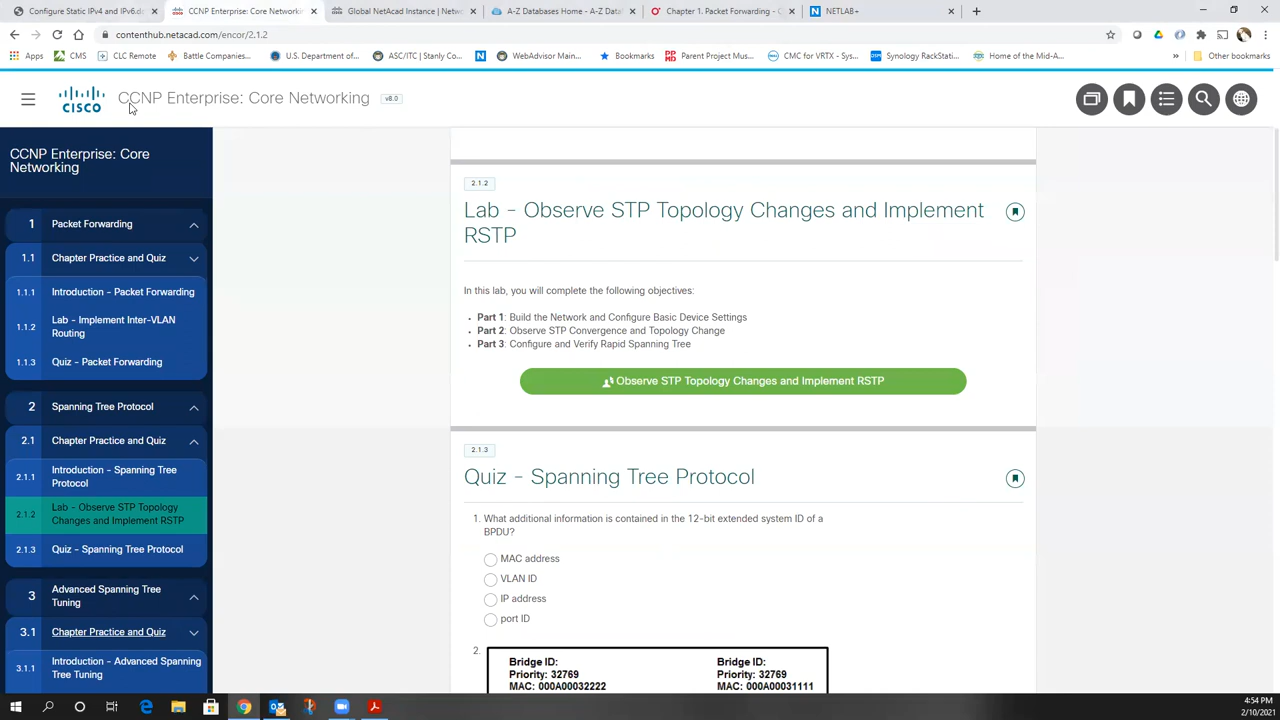 Configure Static IPv4 and IPv6.d
CCNP Enterprise: Core Networkin
Global NetAcad Instance | Netw
A-Z Databases Home - A-Z Datab
Chapter 1. Packet Forwarding - C
NETLAB+
contenthub.netacad.com/encor/2.1.2
Apps
CMS
CLC Remote
Battle Companies...
U.S. Department of...
ASC/ITC | Stanly Co...
N
WebAdvisor Main...
Bookmarks
Parent Project Mus...
CMC for VRTX - Sys...
Synology RackStati...
Home of the Mid-A...
»
Other bookmarks
CISCO
CCNP Enterprise: Core Networking
v8.0
CCNP Enterprise: Core
Networking
1 Packet Forwarding
1.1 Chapter Practice and Quiz
1.1.1 Introduction - Packet Forwarding
1.1.2 Lab - Implement Inter-VLAN
Routing
1.1.3 Quiz - Packet Forwarding
2 Spanning Tree Protocol
2.1 Chapter Practice and Quiz
2.1.1 Introduction - Spanning Tree
Protocol
2.1.2 Lab - Observe STP Topology
Changes and Implement RSTP
2.1.3 Quiz - Spanning Tree Protocol
3 Advanced Spanning Tree
Tuning
3.1 Chapter Practice and Quiz
3.1.1 Introduction - Advanced Spanning
Tree Tuning
2.1.2
Lab - Observe STP Topology Changes and Implement
RSTP
In this lab, you will complete the following objectives:
• Part 1: Build the Network and Configure Basic Device Settings
• Part 2: Observe STP Convergence and Topology Change
• Part 3: Configure and Verify Rapid Spanning Tree
Observe STP Topology Changes and Implement RSTP
2.1.3
Quiz - Spanning Tree Protocol
1. What additional information is contained in the 12-bit extended system ID of a
BPDU?
MAC address
VLAN ID
IP address
port ID
2.
Bridge ID: Bridge ID:
Priority: 32769 Priority: 32769
MAC: 000A00032222 MAC: 000A00031111
4:54 PM
2/10/2021